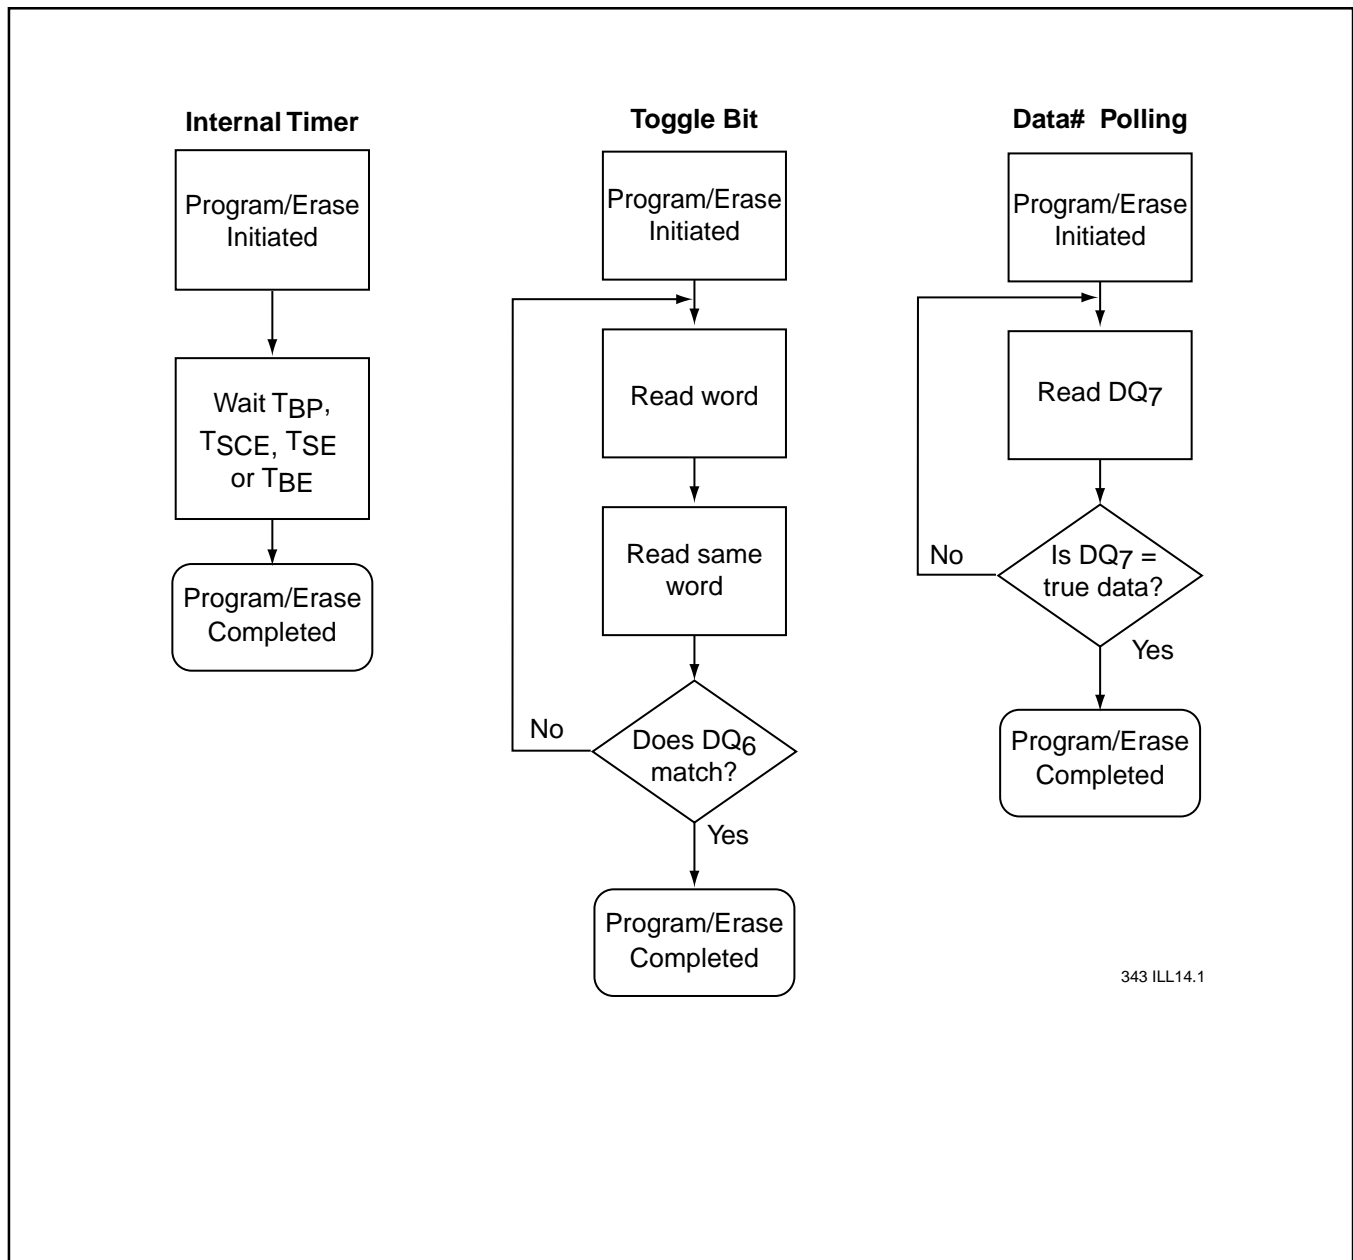 Internal Timer
Program/Erase
Initiated
Wait TBP,
TSCE, TSE
or TBE
Program/Erase
Completed
Toggle Bit
Program/Erase
Initiated
Read word
Read same
word
Does DQ6
match?
No
Yes
Program/Erase
Completed
Data# Polling
Program/Erase
Initiated
Read DQ7
Is DQ7 =
true data?
No
Yes
Program/Erase
Completed
343 ILL14.1